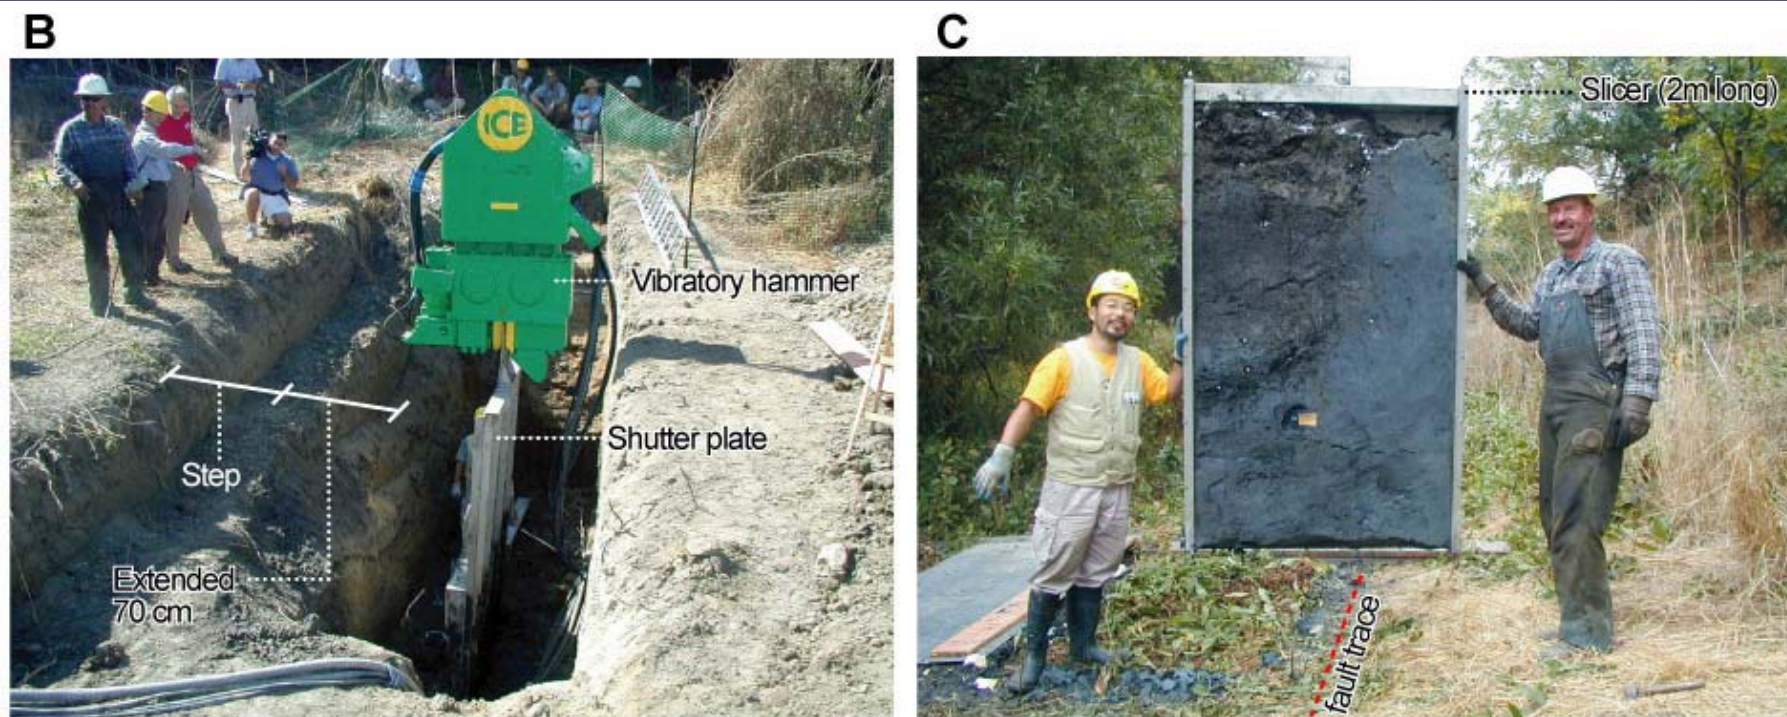 B
C
Slicer (2m long)
ICE
Vibratory hammer
Shutter plate
Step
Extended
70 cm
fault trace